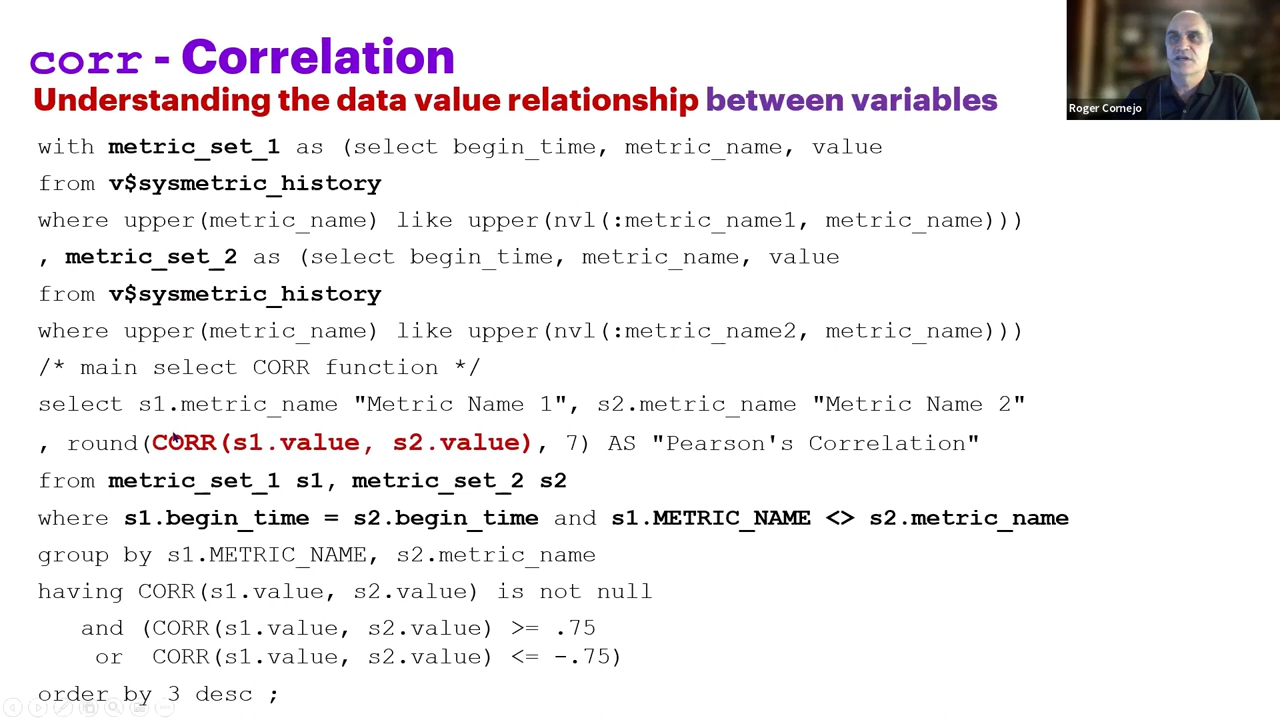 corr - Correlation
Understanding the data value relationship between variables
Roger Cornejo
with metric_set_1 as (select begin_time, metric_name, value
from v$sysmetric_history
where upper(metric_name) like upper(nvl(:metric_name1, metric_name)))
, metric_set_2 as (select begin_time, metric_name, value
from v$sysmetric_history
where upper(metric_name) like upper(nvl(:metric_name2, metric_name)))
/* main select CORR function */
select s1.metric_name "Metric Name 1", s2.metric_name "Metric Name 2"
, round(CORR(s1.value, s2.value), 7) AS "Pearson's Correlation"
from metric_set_1 s1, metric_set_2 s2
where s1.begin_time = s2.begin_time and s1.METRIC_NAME <> s2.metric_name
group by s1.METRIC_NAME, s2.metric_name
having CORR(s1.value, s2.value) is not null
and (CORR(s1.value, s2.value) >= .75
or CORR(s1.value, s2.value) <= -.75)
order by 3 desc ;